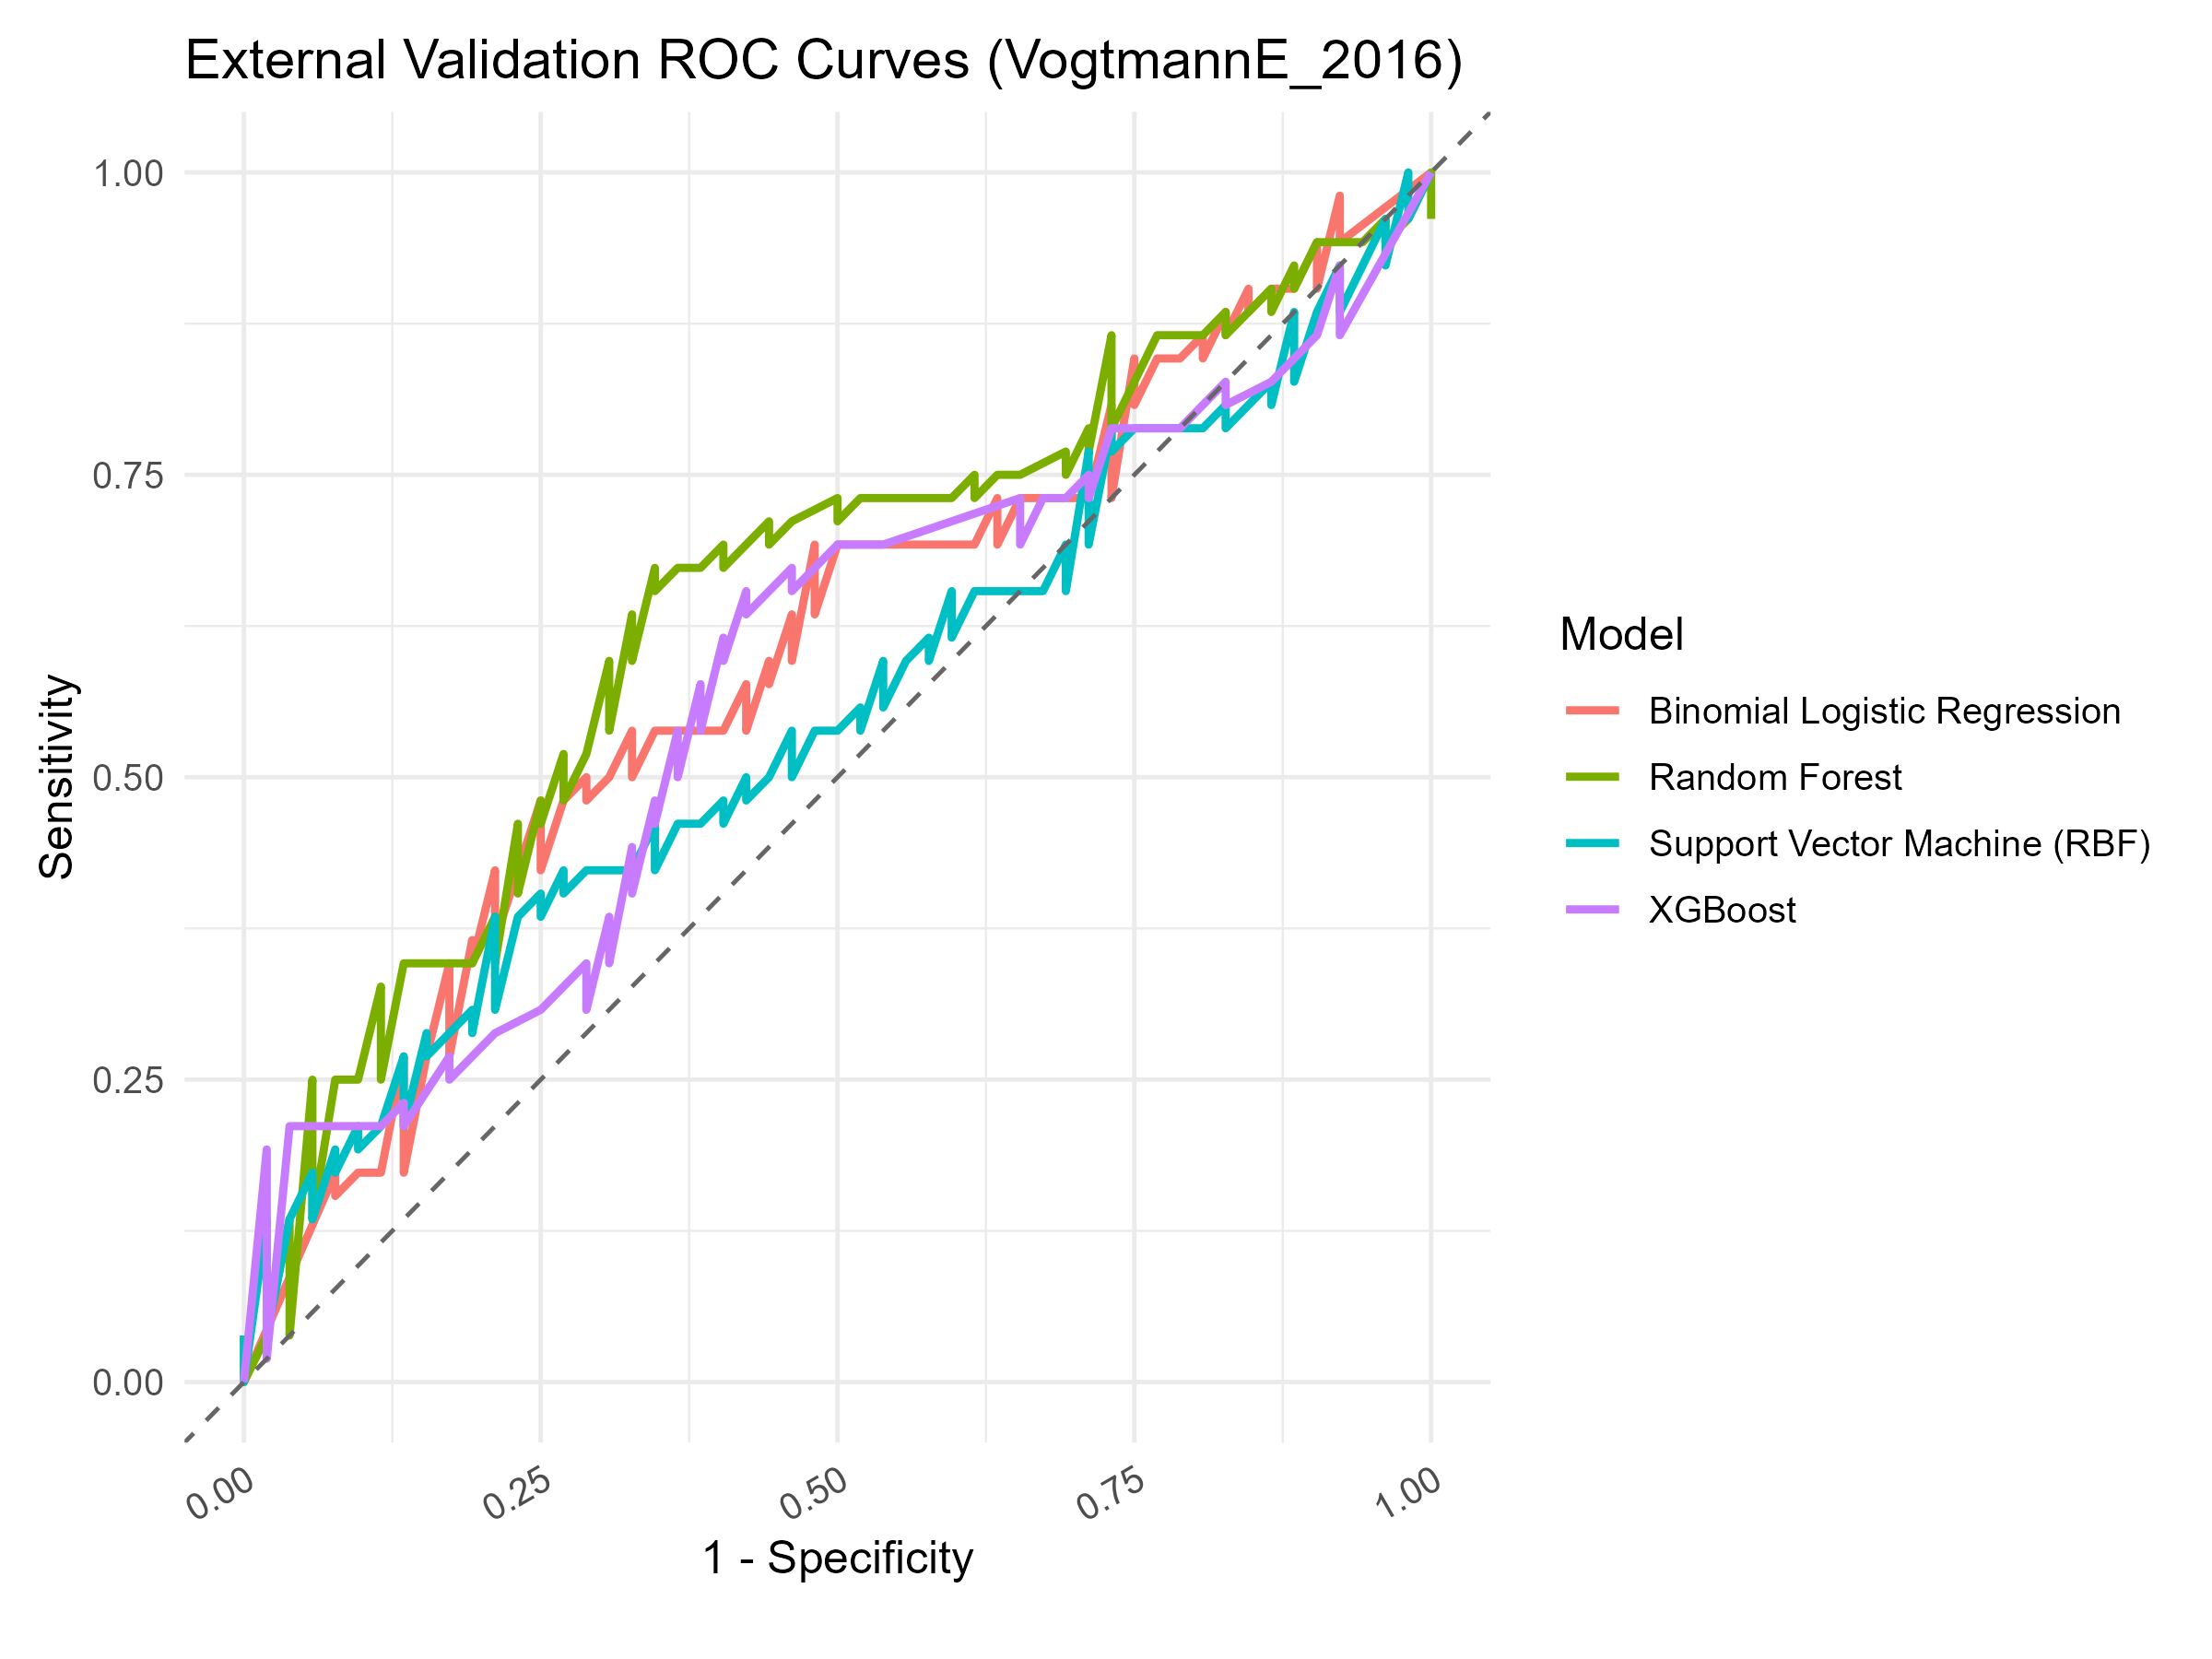 External Validation ROC Curves (VogtmannE_2016)
1.00
0.75
0.50
0.25
0.00
Sensitivity
0.00
0.25
0.50
0.75
1.00
1 - Specificity
Model
Binomial Logistic Regression
Random Forest
Support Vector Machine (RBF)
XGBoost